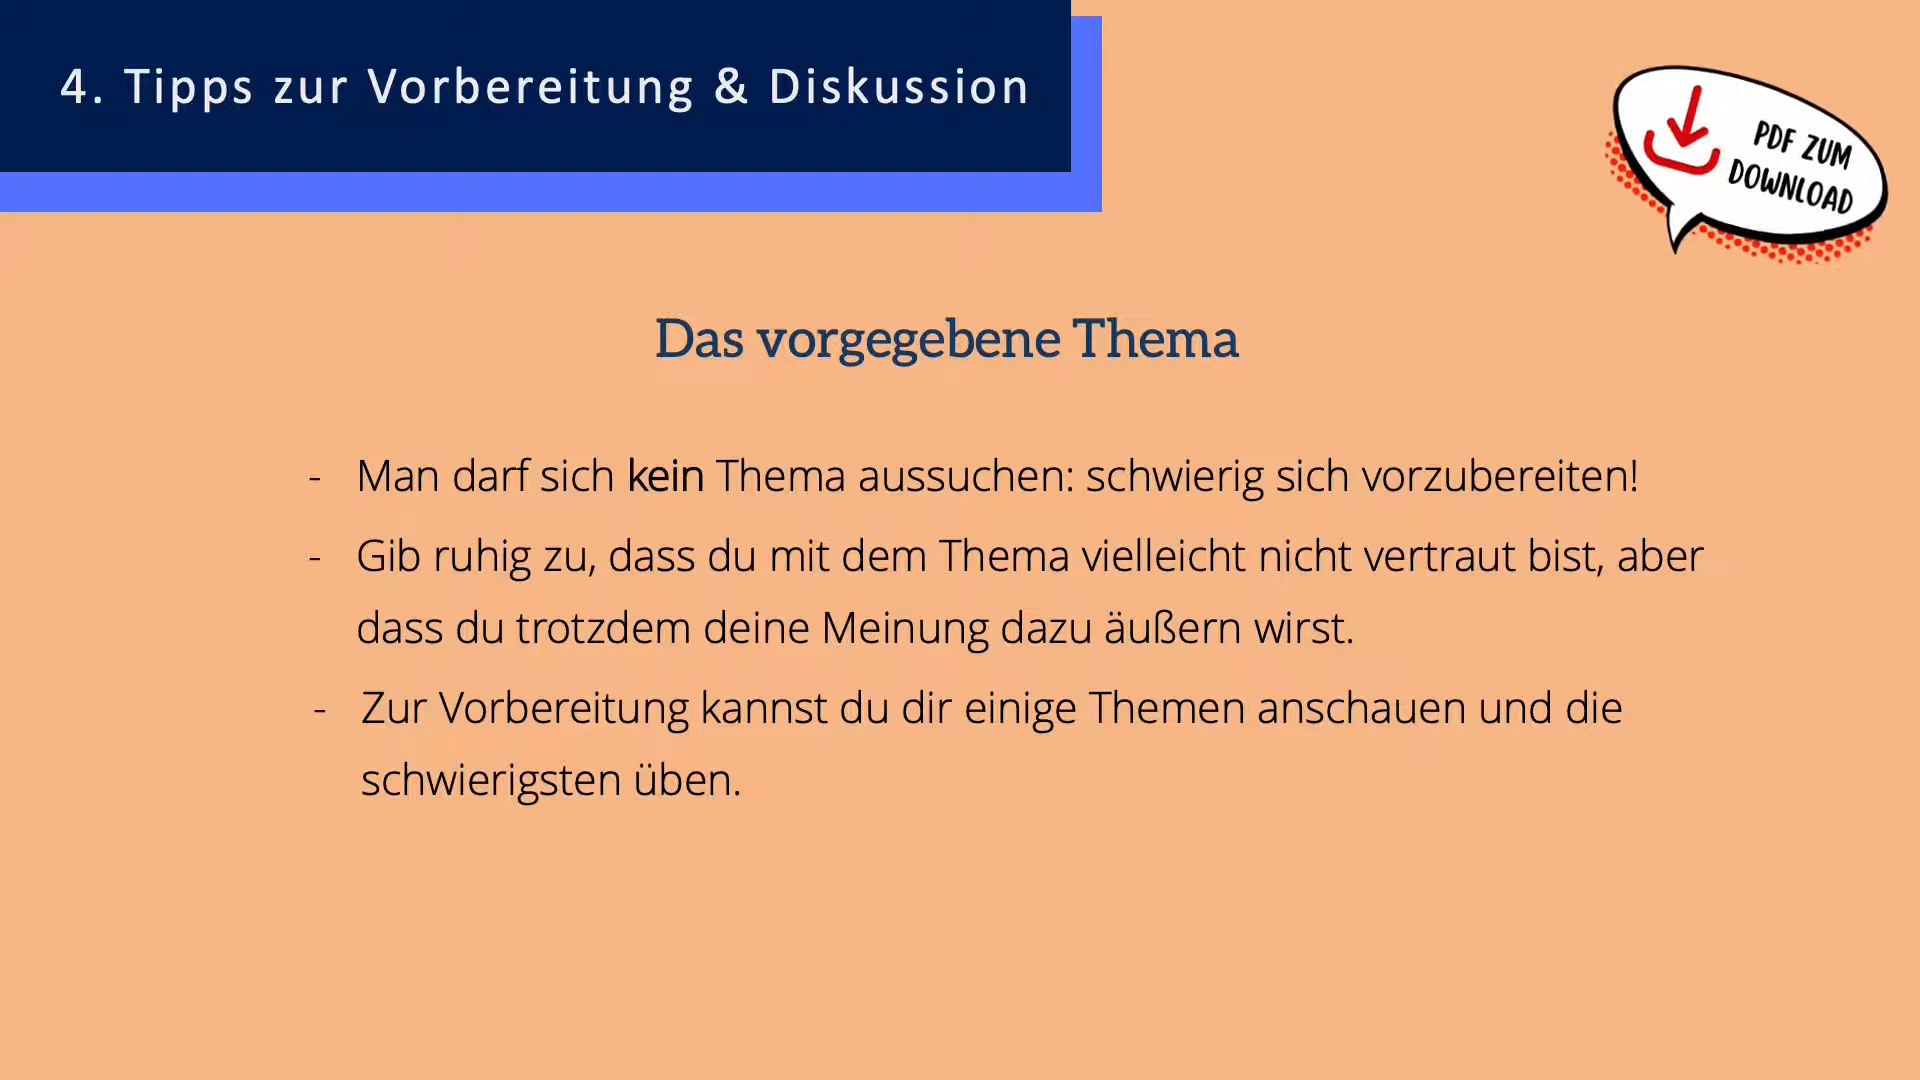 4. Tipps zur Vorbereitung & Diskussion
PDF ZUM
DOWNLOAD
Das vorgegebene Thema
- Man darf sich kein Thema aussuchen: schwierig sich vorzubereiten!
- Gib ruhig zu, dass du mit dem Thema vielleicht nicht vertraut bist, aber
dass du trotzdem deine Meinung dazu äußern wirst.
- Zur Vorbereitung kannst du dir einige Themen anschauen und die
schwierigsten üben.